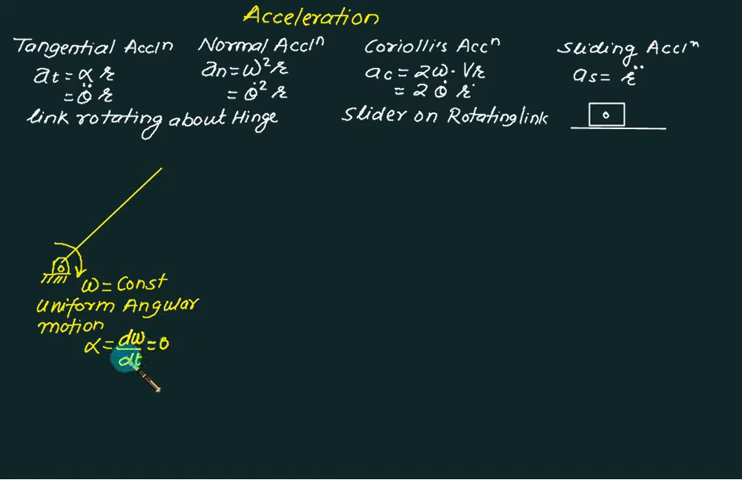 Acceleration
Tangential Acclⁿ
Normal Acclⁿ
Coriolli's Accⁿ
Sliding Acclⁿ
at = α r
= θ̈ r
an = ω² r
= θ̇² r
ac = 2ω · Vr
= 2 θ̇ ṙ
as = r̈
link rotating about Hinge
slider on Rotating link
ω = Const
uniform Angular
motion
α = dω/dt = 0